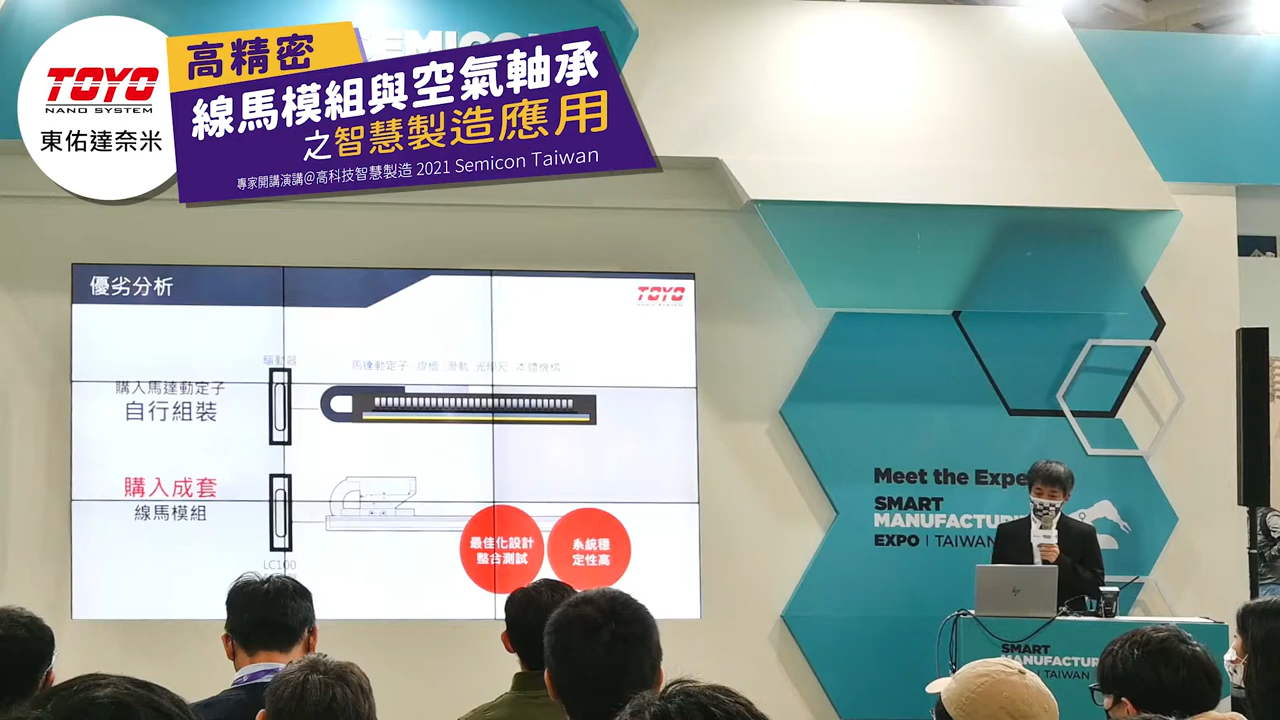 TOYO
NANO SYSTEM
東佑達奈米
高精密
線馬模組與空氣軸承
之智慧製造應用
專家開講演講@高科技智慧製造 2021 Semicon Taiwan
優劣分析
TOYO
驅動器
馬達動定子 線槽 滑軌 光學尺 本體機構
購入馬達動定子
自行組裝
購入成套
線馬模組
LC100
最佳化設計
整合測試
系統穩
定性高
Meet the Expe
SMART
MANUFACTURI
EXPO | TAIWAN
SMART
MANUFACTUR
TAIWAN